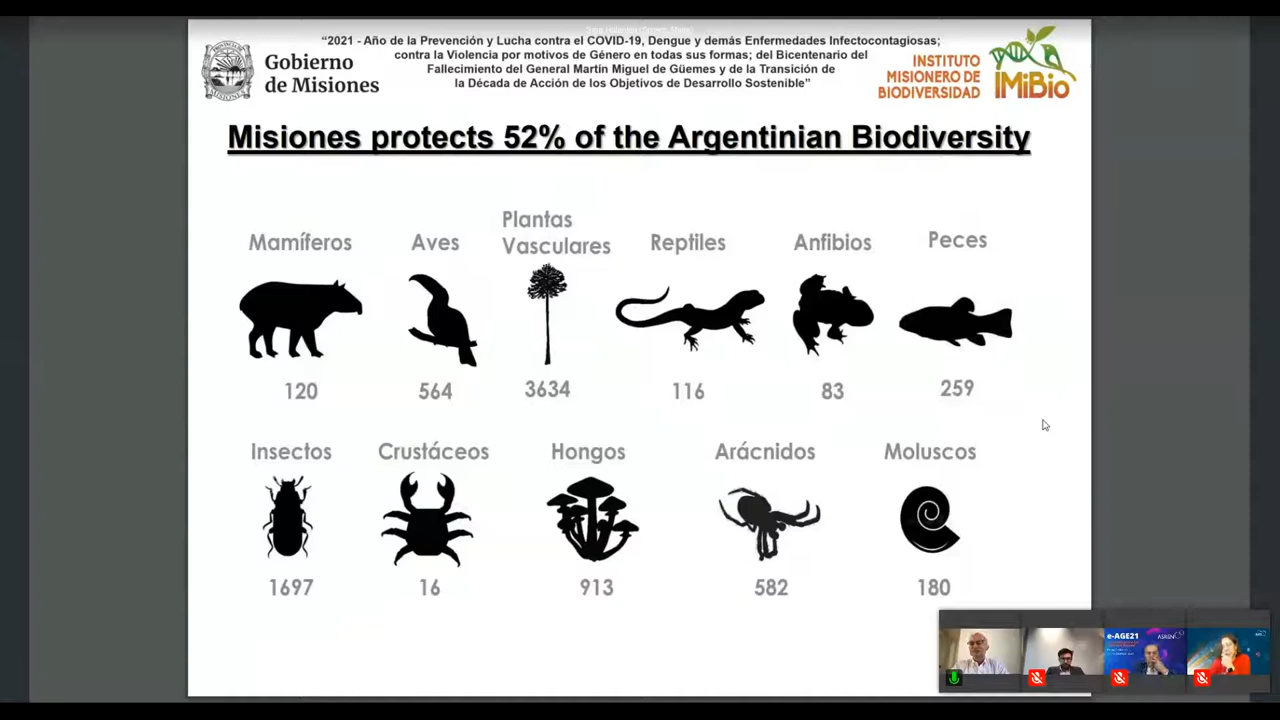 “2021 - Año de la Prevención y Lucha contra el COVID-19, Dengue y demás Enfermedades Infectocontagiosas;
contra la Violencia por motivos de Género en todas sus formas; del Bicentenario del
Fallecimiento del General Martín Miguel de Güemes y de la Transición de
la Década de Acción de los Objetivos de Desarrollo Sostenible”
Gobierno
de Misiones
INSTITUTO
MISIONERO DE
BIODIVERSIDAD
IMiBio
Misiones protects 52% of the Argentinian Biodiversity
Mamíferos
Aves
Plantas
Vasculares
Reptiles
Anfibios
Peces
120
564
3634
116
83
259
Insectos
Crustáceos
Hongos
Arácnidos
Moluscos
1697
16
913
582
180
e-AGE21